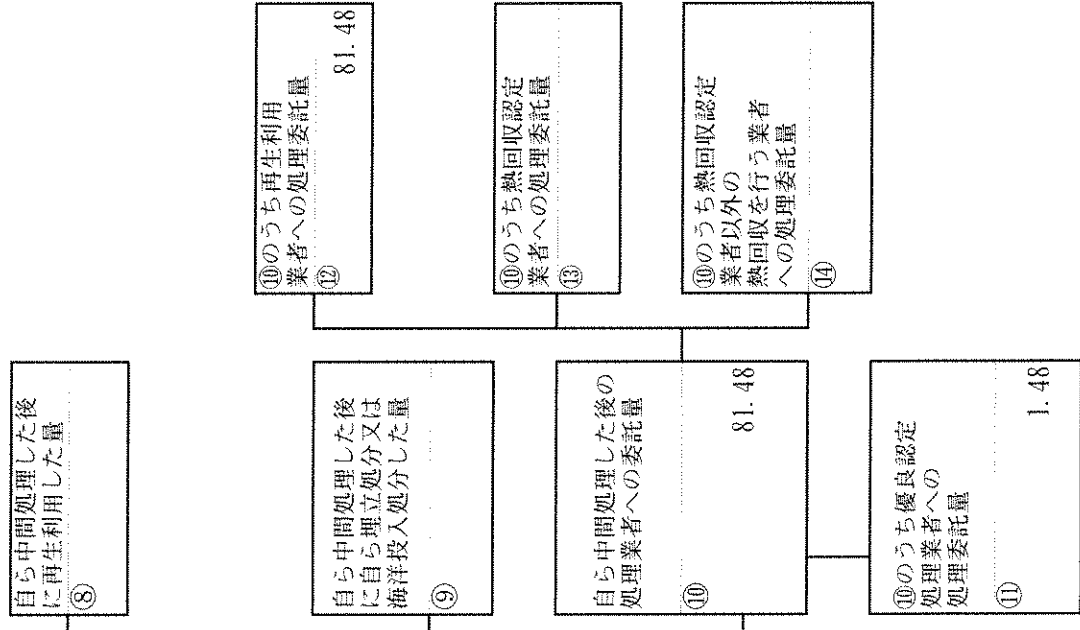 自ら中間処理した後
に再生利用した量
⑧
自ら中間処理した後
に自ら埋立処分又は
海洋投入処分した量
⑨
自ら中間処理した後の
処理業者への委託量
⑩
81.48
⑩のうち優良認定
処理業者への
処理委託量
⑪
1.48
⑩のうち再生利用
業者への処理委託量
⑫
81.48
⑩のうち熱回収認定
業者への処理委託量
⑬
⑩のうち熱回収認定
業者以外の
熱回収を行う業者
への処理委託量
⑭